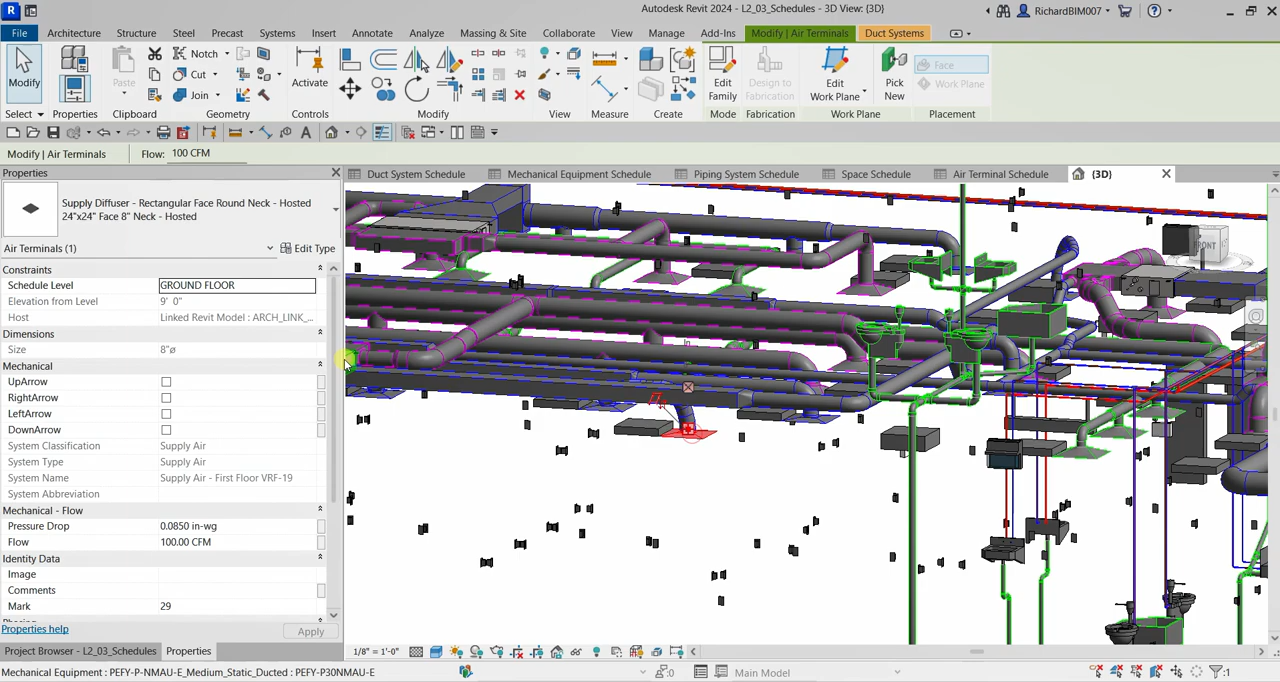 R
Autodesk Revit 2024 - L2_03_Schedules - 3D View: {3D}
RichardBIM007
File
Architecture
Structure
Steel
Precast
Systems
Insert
Annotate
Analyze
Massing & Site
Collaborate
View
Manage
Add-Ins
Modify | Air Terminals
Duct Systems
Modify
Paste
Notch
Cut
Join
Activate
Edit
Family
Design to
Fabrication
Edit
Work Plane
Pick
New
Face
Work Plane
Select
Properties
Clipboard
Geometry
Controls
Modify
View
Measure
Create
Mode
Fabrication
Work Plane
Placement
Modify | Air Terminals
Flow: 100 CFM
Properties
Duct System Schedule
Mechanical Equipment Schedule
Piping System Schedule
Space Schedule
Air Terminal Schedule
{3D}
Supply Diffuser - Rectangular Face Round Neck - Hosted
24"x24" Face 8" Neck - Hosted
Air Terminals (1)
Edit Type
Constraints
Schedule Level GROUND FLOOR
Elevation from Level 9' 0"
Host Linked Revit Model : ARCH_LINK_...
Dimensions
Size 8"ø
Mechanical
UpArrow
RightArrow
LeftArrow
DownArrow
System Classification Supply Air
System Type Supply Air
System Name Supply Air - First Floor VRF-19
System Abbreviation
Mechanical - Flow
Pressure Drop 0.0850 in-wg
Flow 100.00 CFM
Identity Data
Image
Comments
Mark 29
Properties help
Apply
FRONT
Project Browser - L2_03_Schedules
Properties
1/8" = 1'-0"
Mechanical Equipment : PEFY-P-NMAU-E_Medium_Static_Ducted : PEFY-P30NMAU-E
:0
Main Model
:1